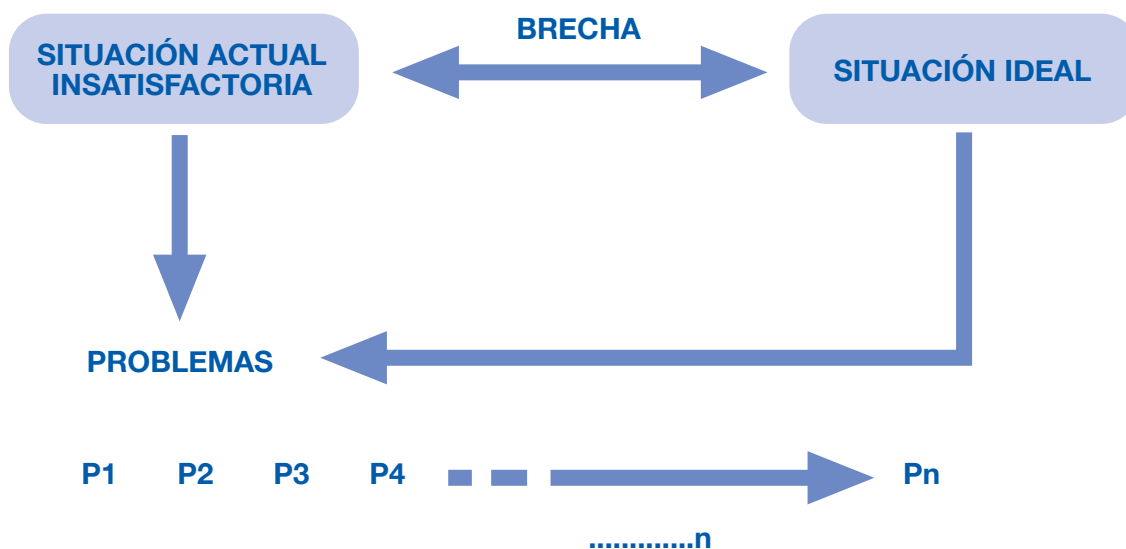 BRECHA
SITUACIÓN ACTUAL
INSATISFACTORIA
SITUACIÓN IDEAL
PROBLEMAS
P1 P2 P3 P4 Pn
.............n